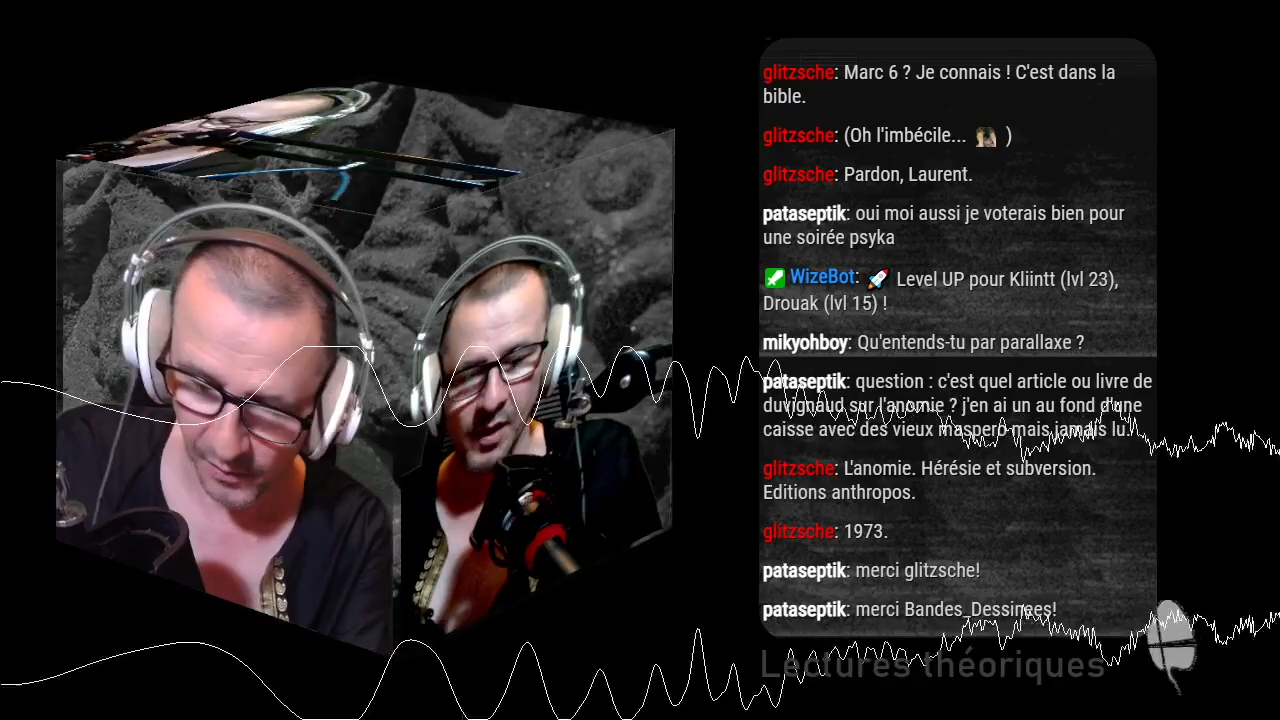 glitzsche: Marc 6 ? Je connais ! C'est dans la
bible.
glitzsche: (Oh l'imbécile... )
glitzsche: Pardon, Laurent.
pataseptik: oui moi aussi je voterais bien pour
une soirée psyka
WizeBot: 🚀 Level UP pour Kliintt (lvl 23),
Drouak (lvl 15) !
mikyohboy: Qu'entends-tu par parallaxe ?
pataseptik: question : c'est quel article ou livre de
duvignaud sur l'anomie ? j'en ai un au fond d'une
caisse avec des vieux maspero mais jamais lu..
glitzsche: L'anomie. Hérésie et subversion.
Editions anthropos.
glitzsche: 1973.
pataseptik: merci glitzsche!
pataseptik: merci Bandes_Dessinees!
Lectures théoriques